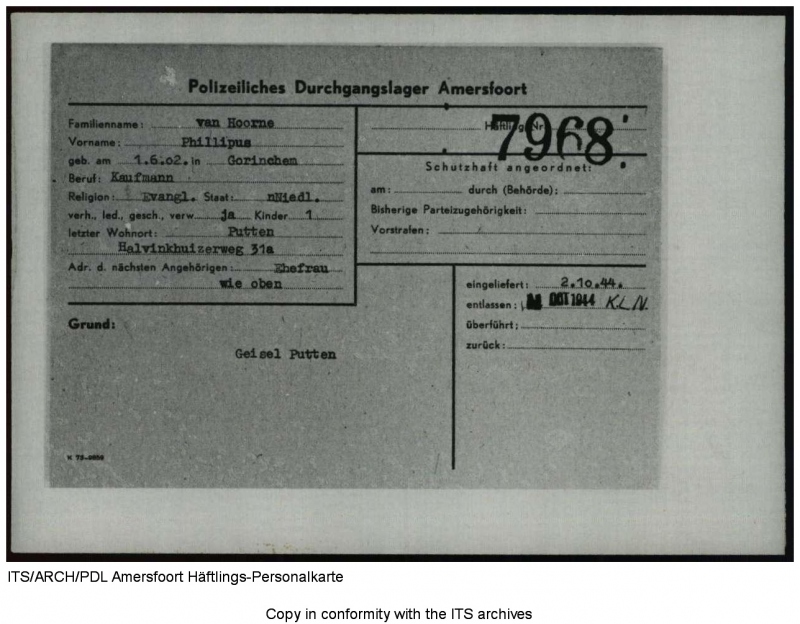 Polizeiliches Durchgangslager Amersfoort
Familienname: van Hoorne
Vorname: Phillipus
geb. am 1.6.02. in Gorinchem
Beruf: Kaufmann
Religion: Evangl. Staat: nNiedl.
verh., led., gesch., verw. ja Kinder 1
letzter Wohnort: Putten
Halvinkhuizerweg 31a
Adr. d. nächsten Angehörigen: Ehefrau
wie oben
Häftling Nr. 7968
Schutzhaft angeordnet:
am: durch (Behörde):
Bisherige Parteizugehörigkeit:
Vorstrafen:
eingeliefert: 2.10.44.
entlassen: OCT 1944 K.L.N.
überführt:
zurück:
Grund:
Geisel Putten
ITS/ARCH/PDL Amersfoort Häftlings-Personalkarte
Copy in conformity with the ITS archives